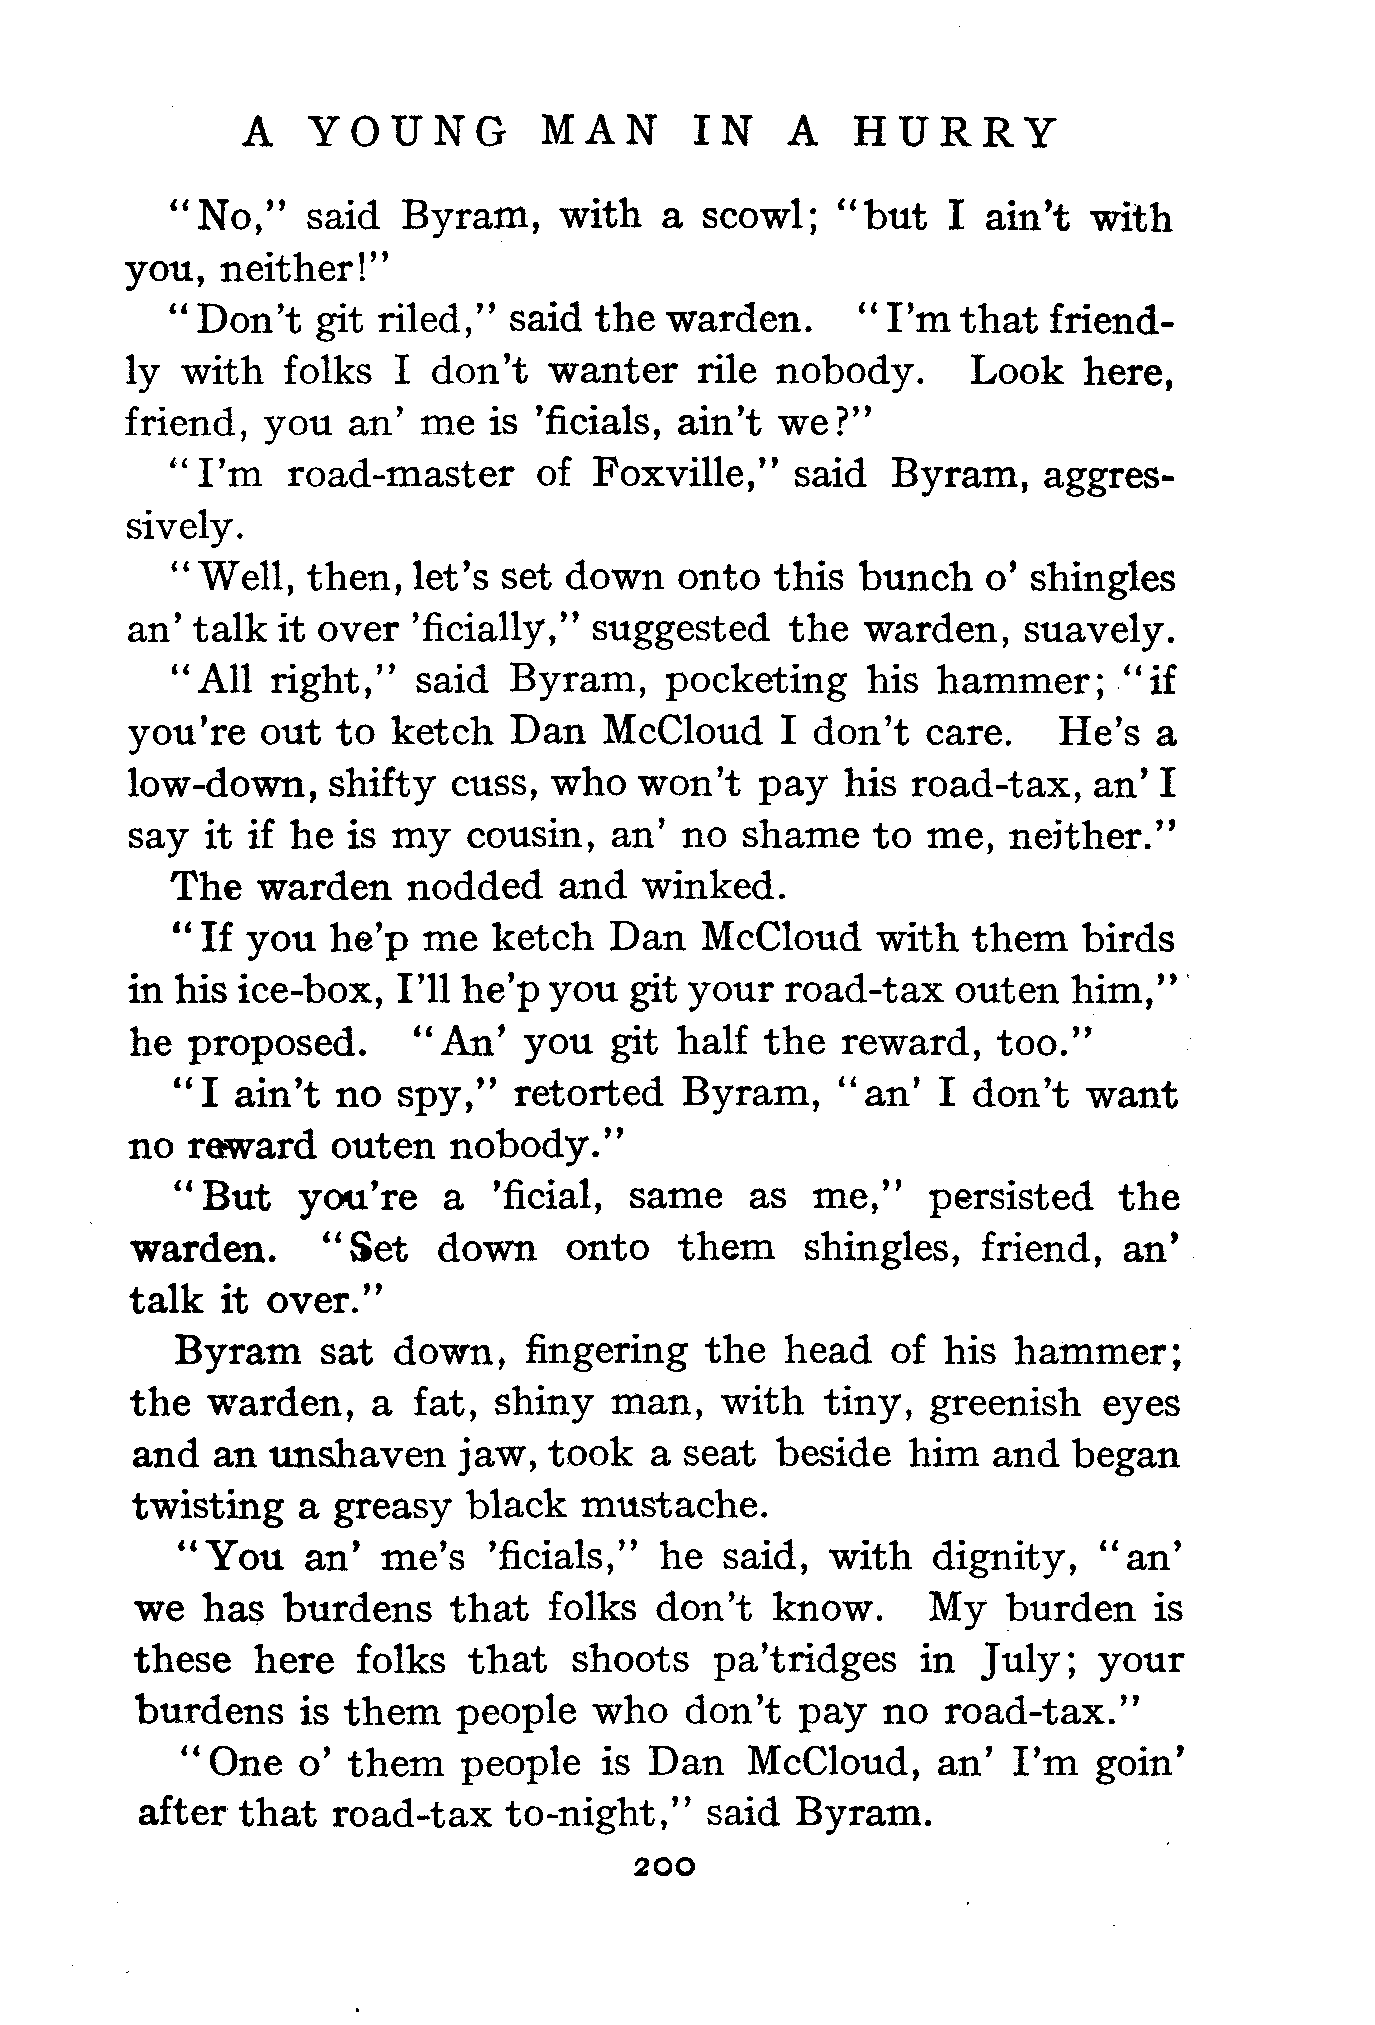 A YOUNG MAN IN A HURRY
"No," said Byram, with a scowl; "but I ain't with
you, neither!"
"Don't git riled," said the warden. "I'm that friend-
ly with folks I don't wanter rile nobody. Look here,
friend, you an' me is 'ficials, ain't we?"
"I'm road-master of Foxville," said Byram, aggres-
sively.
"Well, then, let's set down onto this bunch o' shingles
an' talk it over 'ficially," suggested the warden, suavely.
"All right," said Byram, pocketing his hammer; "if
you're out to ketch Dan McCloud I don't care. He's a
low-down, shifty cuss, who won't pay his road-tax, an' I
say it if he is my cousin, an' no shame to me, neither."
The warden nodded and winked.
"If you he'p me ketch Dan McCloud with them birds
in his ice-box, I'll he'p you git your road-tax outen him,"
he proposed. "An' you git half the reward, too."
"I ain't no spy," retorted Byram, "an' I don't want
no reward outen nobody."
"But you're a 'ficial, same as me," persisted the
warden. "Set down onto them shingles, friend, an'
talk it over."
Byram sat down, fingering the head of his hammer;
the warden, a fat, shiny man, with tiny, greenish eyes
and an unshaven jaw, took a seat beside him and began
twisting a greasy black mustache.
"You an' me's 'ficials," he said, with dignity, "an'
we has burdens that folks don't know. My burden is
these here folks that shoots pa'tridges in July; your
burdens is them people who don't pay no road-tax."
"One o' them people is Dan McCloud, an' I'm goin'
after that road-tax to-night," said Byram.
200